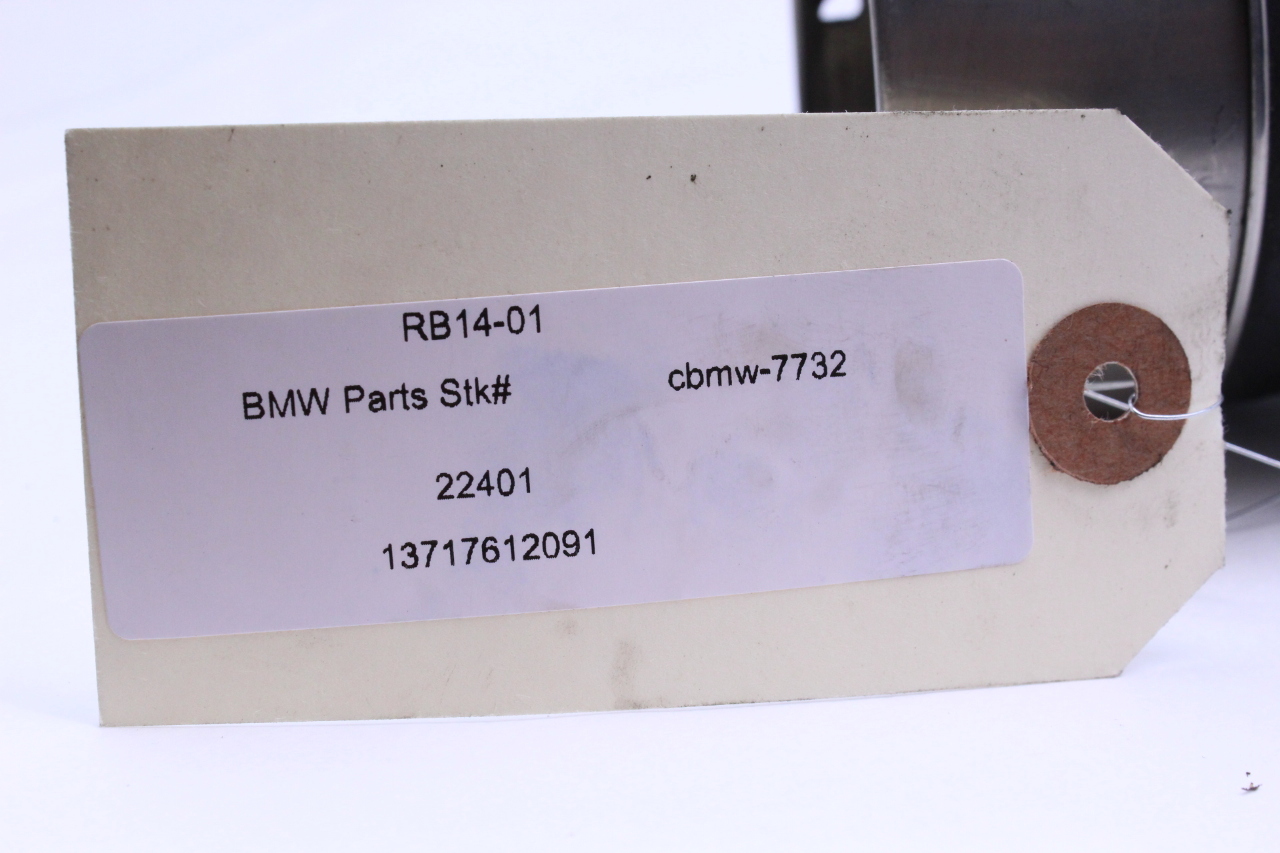 RB14-01
BMW Parts Stk# cbmw-7732
22401
13717612091